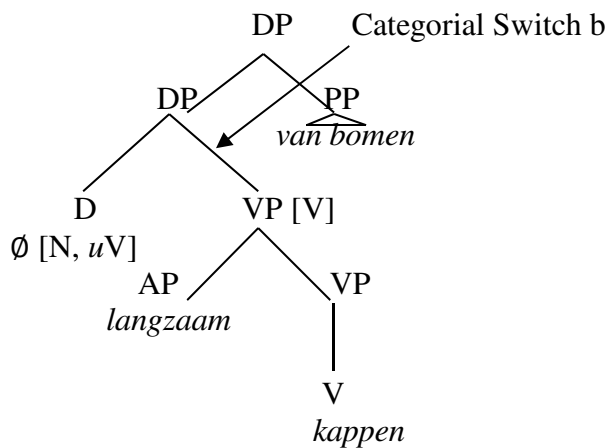 DP Categorial Switch b
DP PP
van bomen
D VP [V]
∅ [N, uV]
AP VP
langzaam
V
kappen